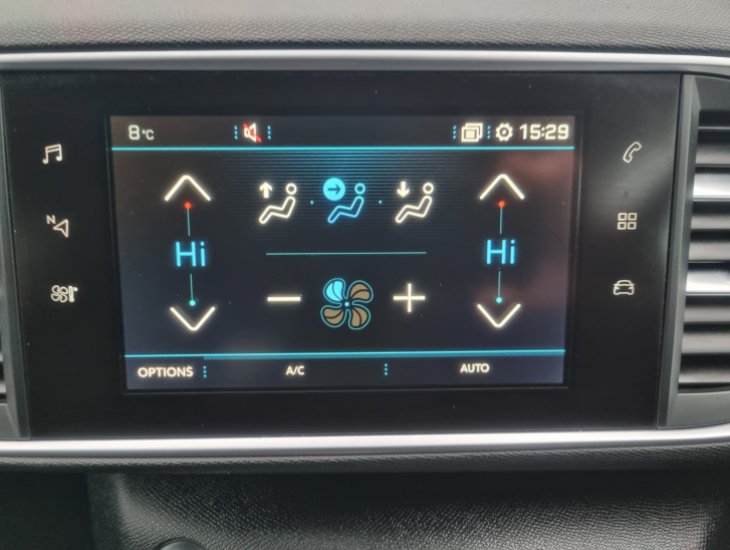 8°C
15:29
N
Hi
Hi
OPTIONS
A/C
AUTO